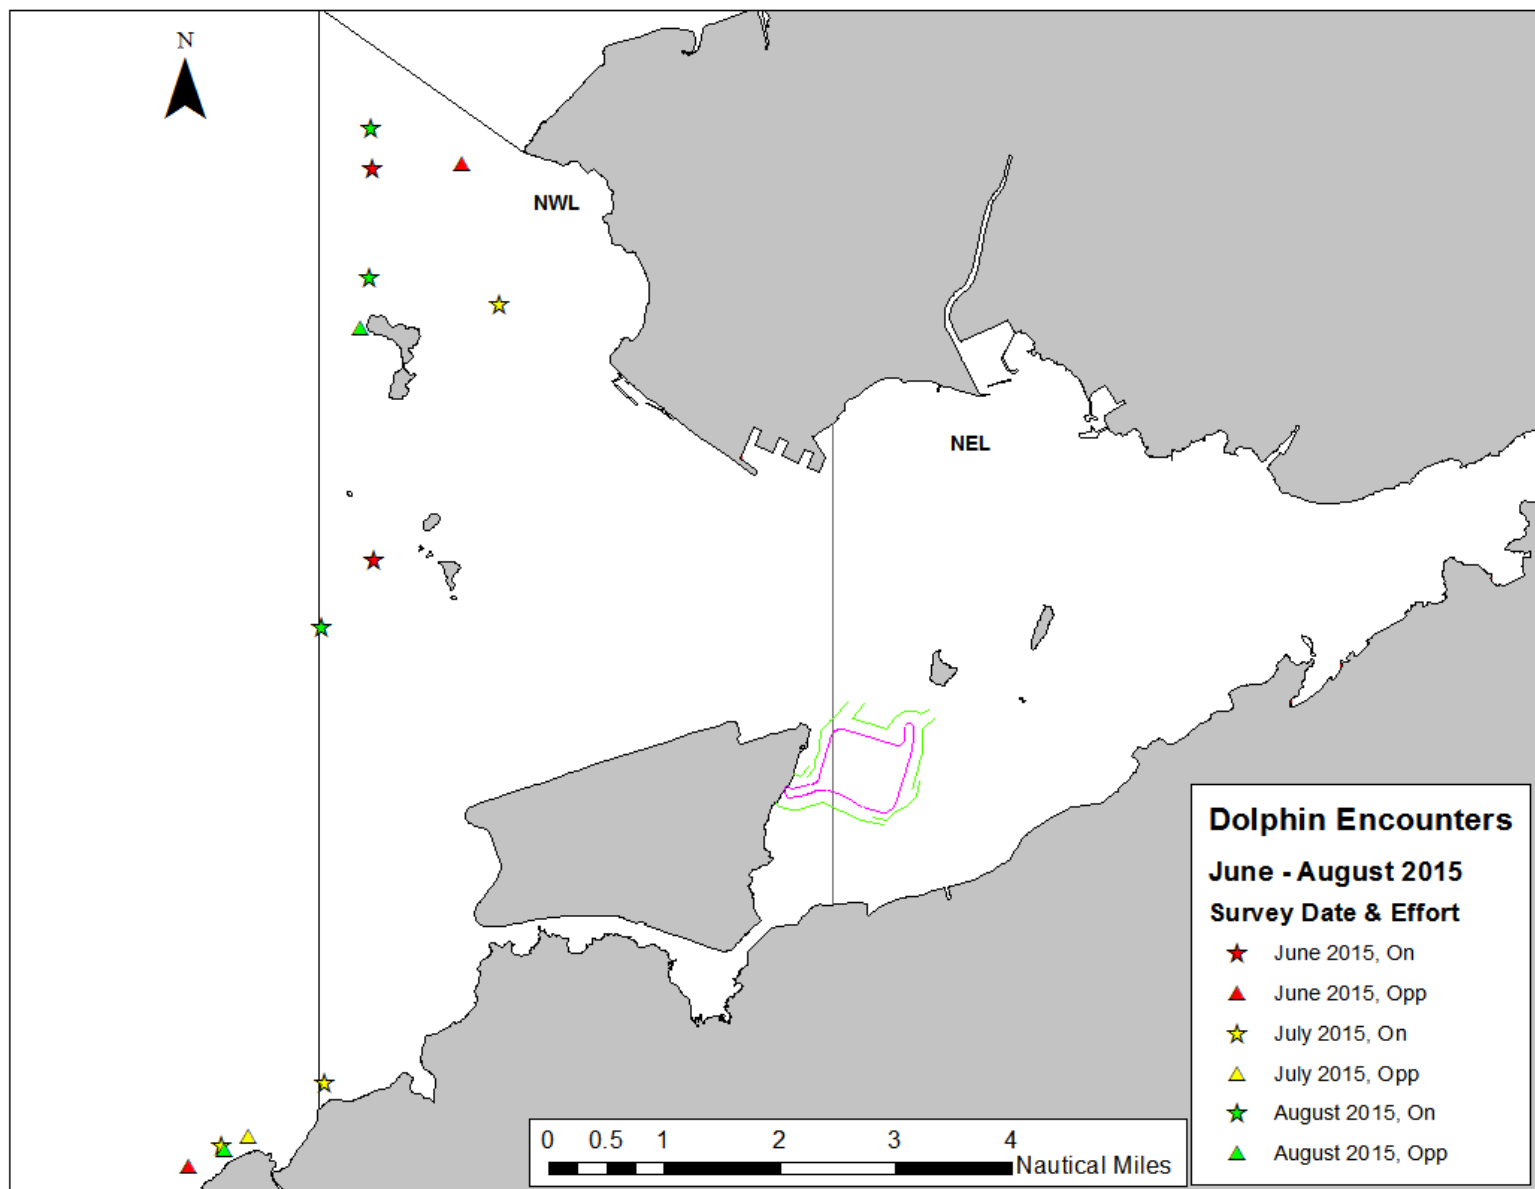 N
NWL
NEL
Dolphin Encounters
June - August 2015
Survey Date & Effort
June 2015, On
June 2015, Opp
July 2015, On
July 2015, Opp
August 2015, On
August 2015, Opp
0 0.5 1 2 3 4
Nautical Miles